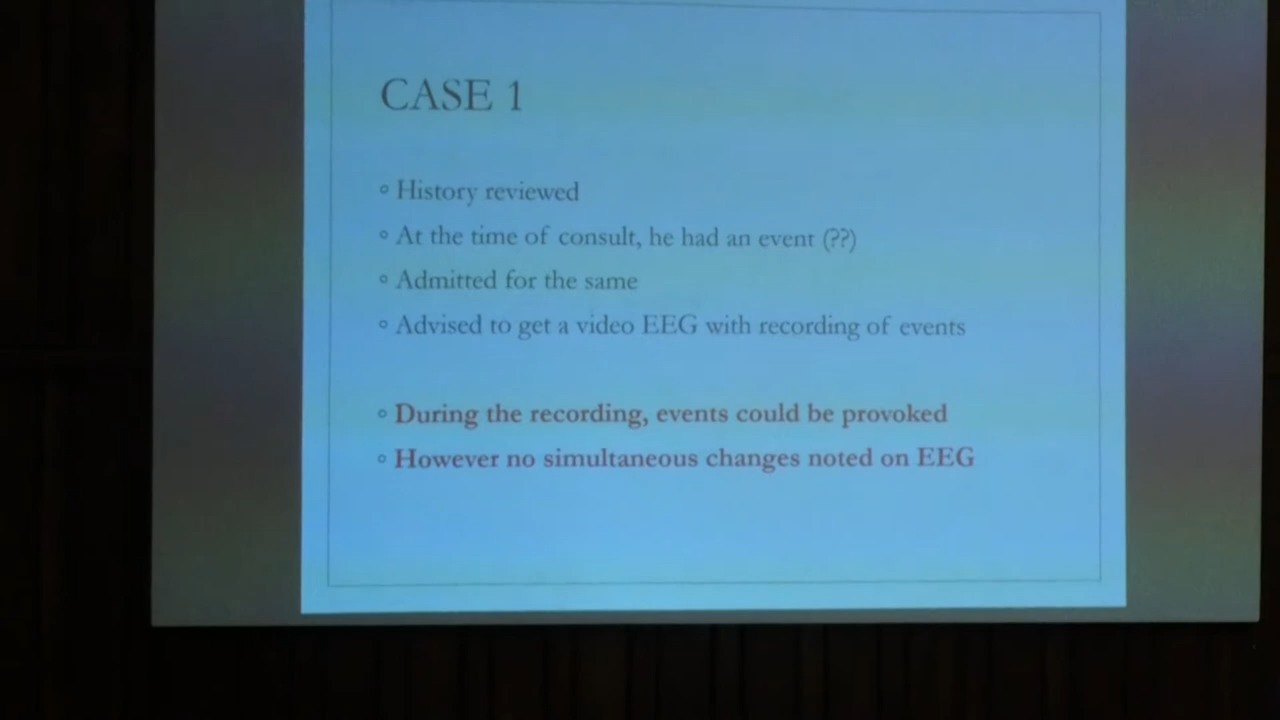 CASE 1
◦ History reviewed
◦ At the time of consult, he had an event (??)
◦ Admitted for the same
◦ Advised to get a video EEG with recording of events
◦ During the recording, events could be provoked
◦ However no simultaneous changes noted on EEG